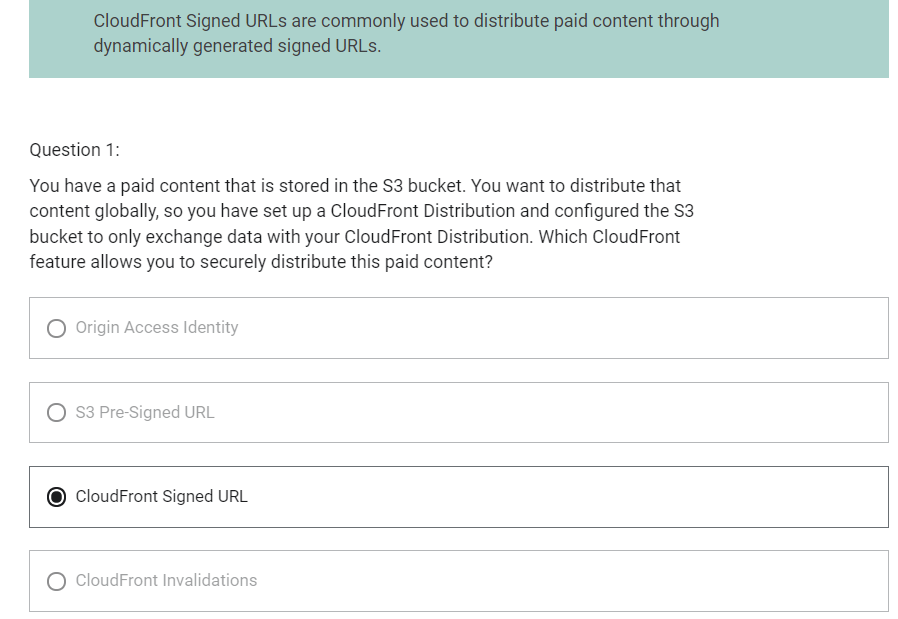 CloudFront Signed URLs are commonly used to distribute paid content through
dynamically generated signed URLs.
Question 1:
You have a paid content that is stored in the S3 bucket. You want to distribute that
content globally, so you have set up a CloudFront Distribution and configured the S3
bucket to only exchange data with your CloudFront Distribution. Which CloudFront
feature allows you to securely distribute this paid content?
Origin Access Identity
S3 Pre-Signed URL
CloudFront Signed URL
CloudFront Invalidations